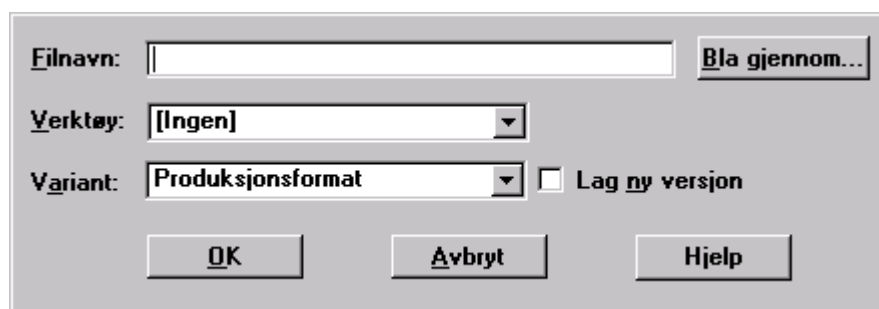 Filnavn: Bla gjennom...
Verktøy: [Ingen]
Variant: Produksjonsformat Lag ny versjon
OK Avbryt Hjelp